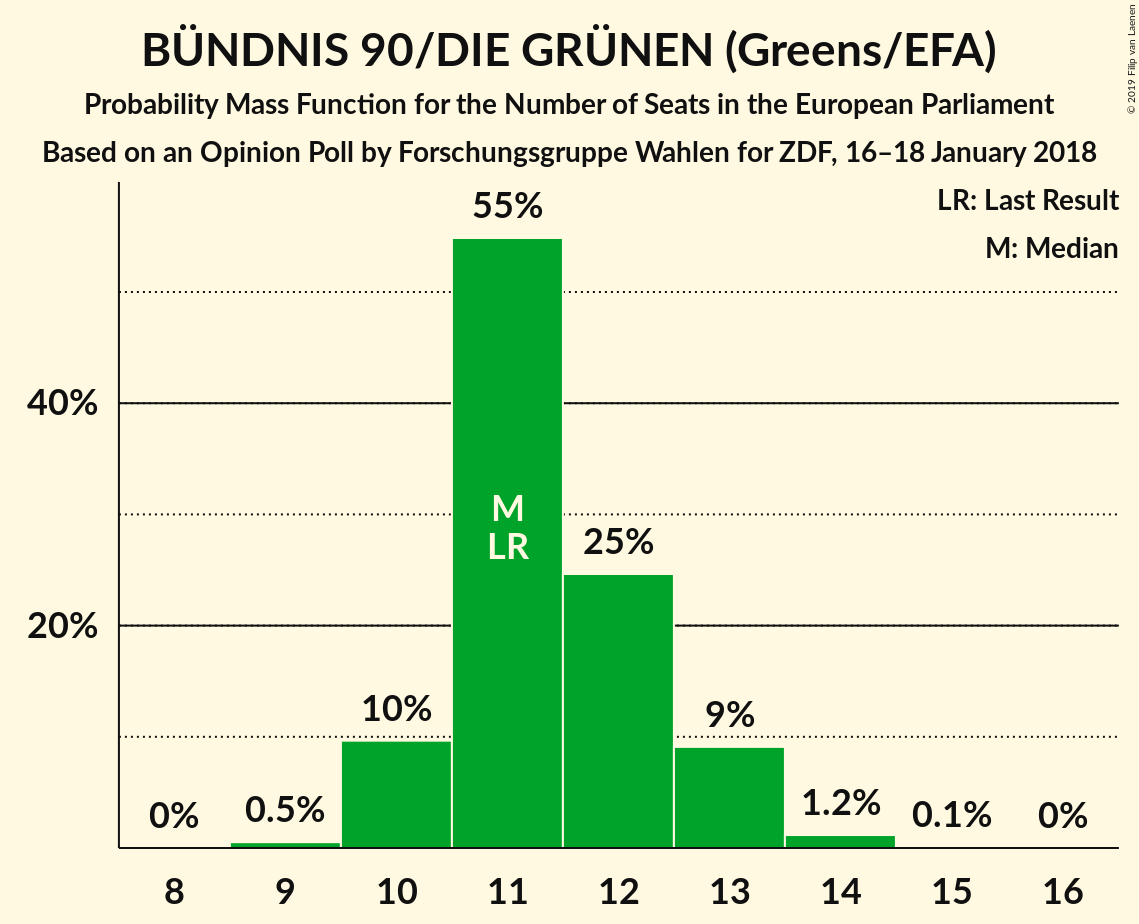 BÜNDNIS 90/DIE GRÜNEN (Greens/EFA)
Probability Mass Function for the Number of Seats in the European Parliament
Based on an Opinion Poll by Forschungsgruppe Wahlen for ZDF, 16–18 January 2018
© 2019 Filip van Laenen
LR: Last Result
M: Median
55%
40%
M
LR
25%
20%
10%
9%
0%
0.5%
1.2%
0.1%
0%
8 9 10 11 12 13 14 15 16